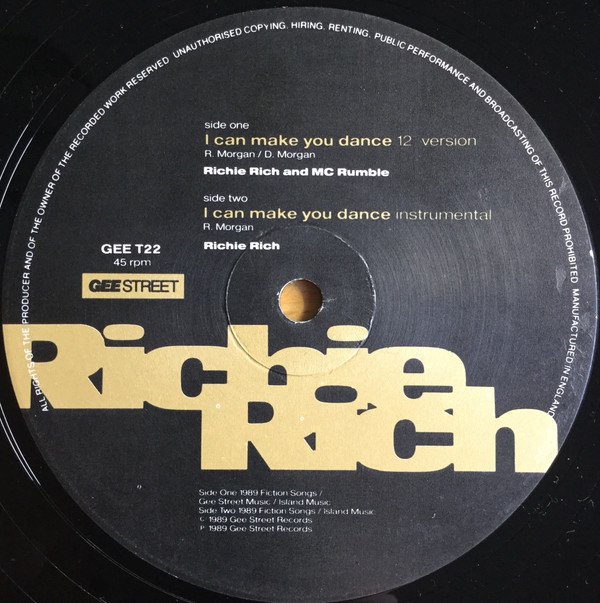 ALL RIGHTS OF THE PRODUCER AND OF THE OWNER OF THE RECORDED WORK RESERVED UNAUTHORISED COPYING. HIRING. RENTING. PUBLIC PERFORMANCE AND BROADCASTING OF THIS RECORD PROHIBITED MANUFACTURED IN ENGLAND
side one
I can make you dance 12 version
R. Morgan / D. Morgan
Richie Rich and MC Rumble
side two
I can make you dance instrumental
R. Morgan
Richie Rich
GEE T22
45 rpm
GEE STREET
Richie
Rich
Side One 1989 Fiction Songs /
Gee Street Music / Island Music
Side Two 1989 Fiction Songs / Island Music
© 1989 Gee Street Records
℗ 1989 Gee Street Records